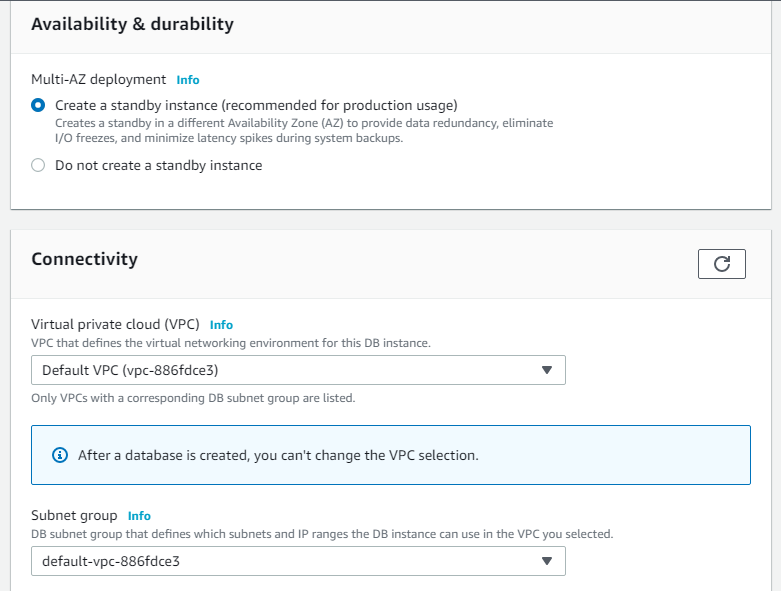 Availability & durability
Multi-AZ deployment Info
Create a standby instance (recommended for production usage)
Creates a standby in a different Availability Zone (AZ) to provide data redundancy, eliminate
I/O freezes, and minimize latency spikes during system backups.
Do not create a standby instance
Connectivity
Virtual private cloud (VPC) Info
VPC that defines the virtual networking environment for this DB instance.
Default VPC (vpc-886fdce3)
Only VPCs with a corresponding DB subnet group are listed.
After a database is created, you can't change the VPC selection.
Subnet group Info
DB subnet group that defines which subnets and IP ranges the DB instance can use in the VPC you selected.
default-vpc-886fdce3